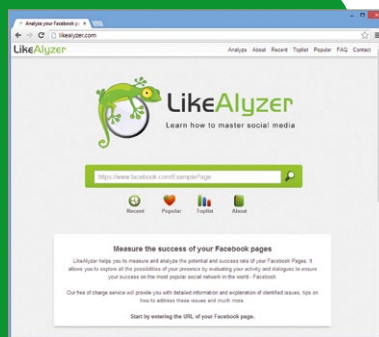 Analyze your Facebook p
likealyzer.com
LikeAlyzer
Analyze About Recent Toplist Popular FAQ Contact
LikeAlyzer
Learn how to master social media
https://www.facebook.com/ExamplePage
Recent Popular Toplist About
Measure the success of your Facebook pages
LikeAlyzer helps you to measure and analyze the potential and success rate of your Facebook Pages. It
allows you to explore all the possibilities of your presence by evaluating your activity and dialogues to ensure
your success on the most popular social network in the world - Facebook.
Our free of charge service will provide you with detailed information and explanation of identified issues, tips on
how to address these issues and much more.
Start by entering the URL of your Facebook page.